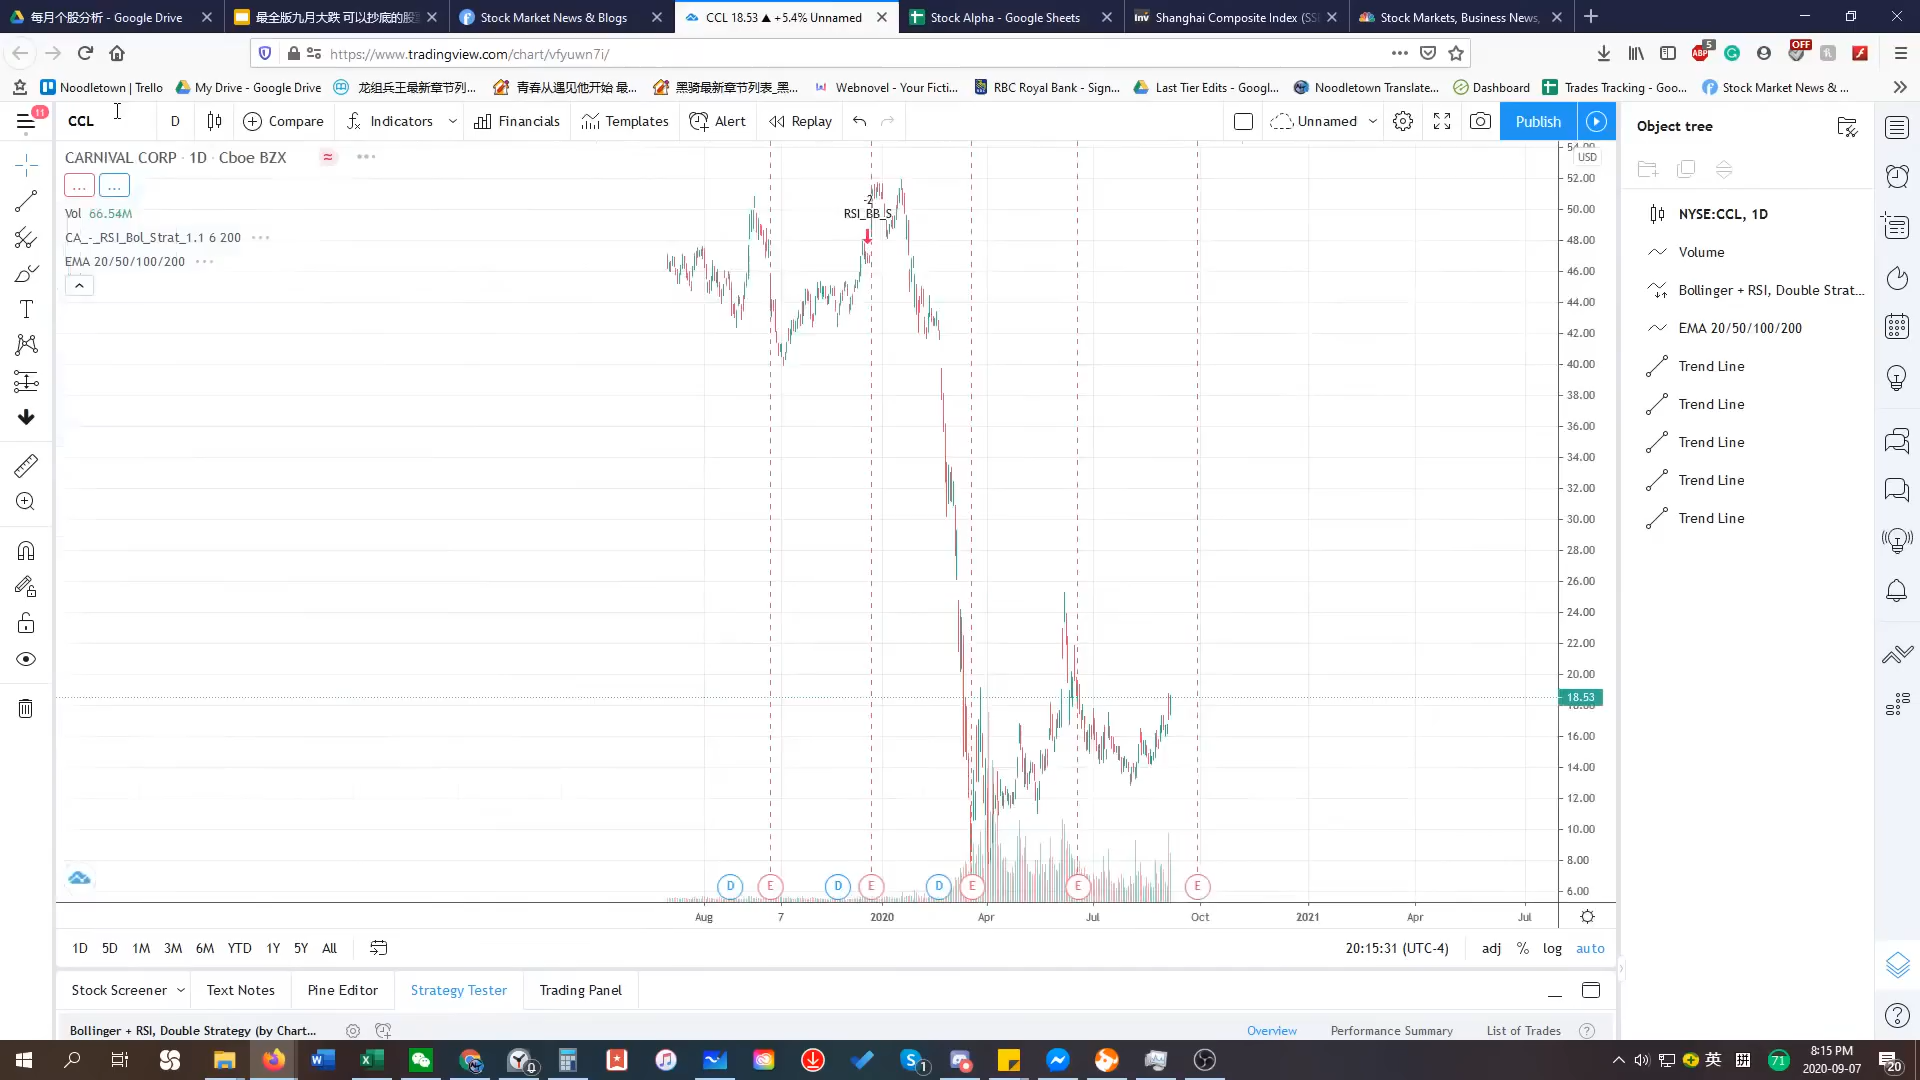 每月个股分析 - Google Drive
最全版九月大跌 可以抄底的股
Stock Market News & Blogs
CCL 18.53 ▲ +5.4% Unnamed
Stock Alpha - Google Sheets
Shanghai Composite Index (SS
Stock Markets, Business News,
https://www.tradingview.com/chart/vfyuwn7i/
5
OFF
Noodletown | Trello
My Drive - Google Drive
龙组兵王最新章节列...
青春从遇见他开始 最...
黑骑最新章节列表_黑...
Webnovel - Your Ficti...
RBC Royal Bank - Sign...
Last Tier Edits - Googl...
Noodletown Translate...
Dashboard
Trades Tracking - Goo...
Stock Market News & ...
11
CCL
D
Compare
Indicators
Financials
Templates
Alert
Replay
Unnamed
Publish
Object tree
CARNIVAL CORP · 1D · Cboe BZX
Vol 66.54M
CA_-_RSI_Bol_Strat_1.1 6 200
EMA 20/50/100/200
-2
RSI_BB_S
USD
54.00
52.00
50.00
48.00
46.00
44.00
42.00
40.00
38.00
36.00
34.00
32.00
30.00
28.00
26.00
24.00
22.00
20.00
18.53
18.00
16.00
14.00
12.00
10.00
8.00
6.00
NYSE:CCL, 1D
Volume
Bollinger + RSI, Double Strat...
EMA 20/50/100/200
Trend Line
Trend Line
Trend Line
Trend Line
Trend Line
D E D E D E E E
Aug 7 2020 Apr Jul Oct 2021 Apr Jul
1D 5D 1M 3M 6M YTD 1Y 5Y All
20:15:31 (UTC-4)
adj % log auto
Stock Screener
Text Notes
Pine Editor
Strategy Tester
Trading Panel
Bollinger + RSI, Double Strategy (by Chart...
Overview
Performance Summary
List of Trades
英
拼
71
8:15 PM
2020-09-07
20